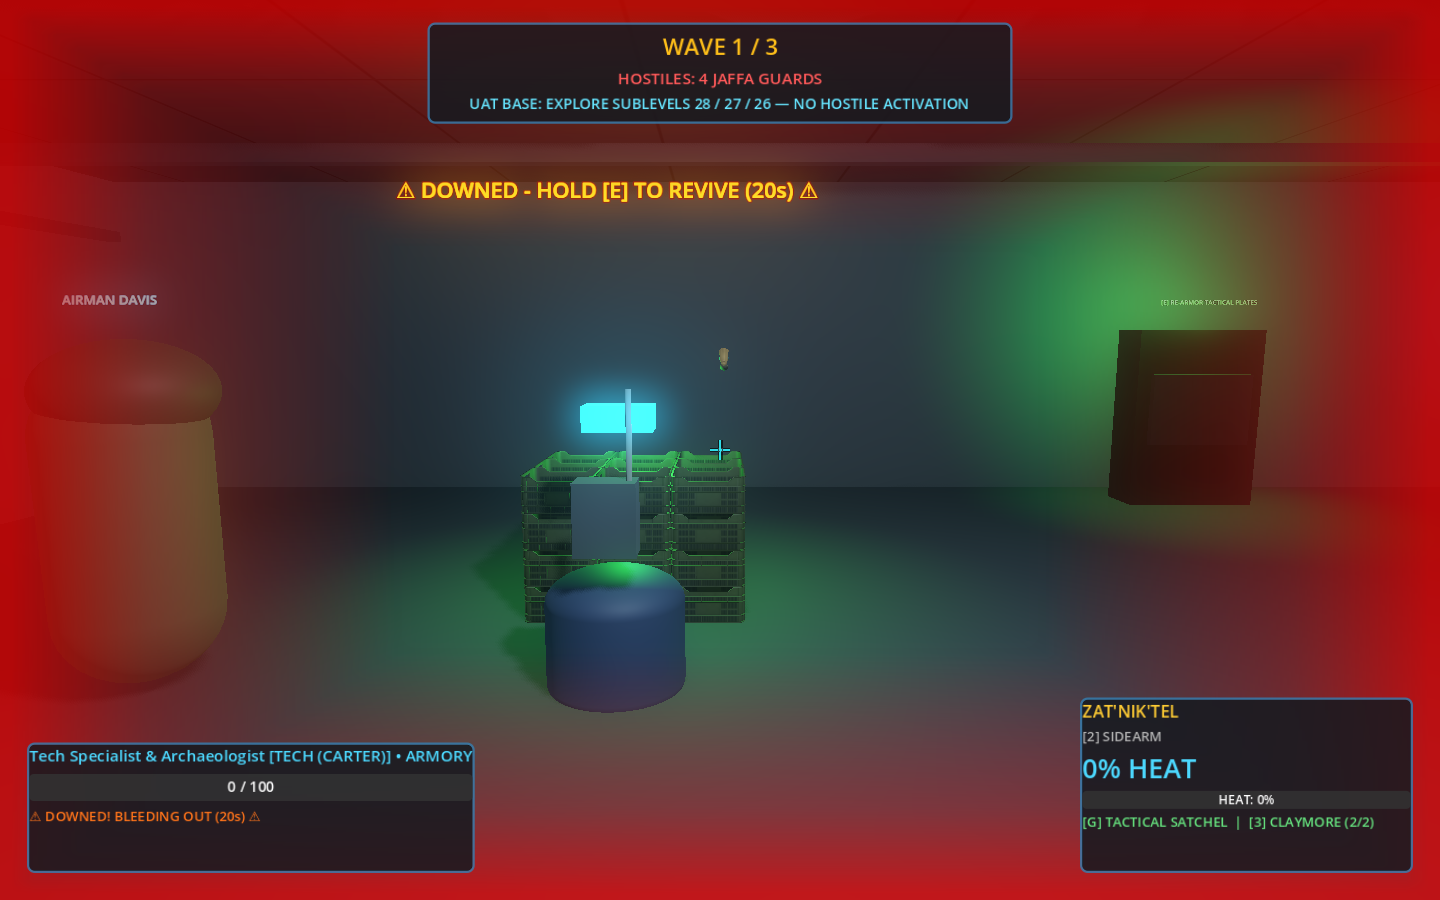 WAVE 1 / 3
HOSTILES: 4 JAFFA GUARDS
UAT BASE: EXPLORE SUBLEVELS 28 / 27 / 26 — NO HOSTILE ACTIVATION
⚠ DOWNED - HOLD [E] TO REVIVE (20s) ⚠
AIRMAN DAVIS
[E] RE-ARMOR TACTICAL PLATES
Tech Specialist & Archaeologist [TECH (CARTER)] • ARMORY
0 / 100
⚠ DOWNED! BLEEDING OUT (20s) ⚠
ZAT'NIK'TEL
[2] SIDEARM
0% HEAT
HEAT: 0%
[G] TACTICAL SATCHEL | [3] CLAYMORE (2/2)